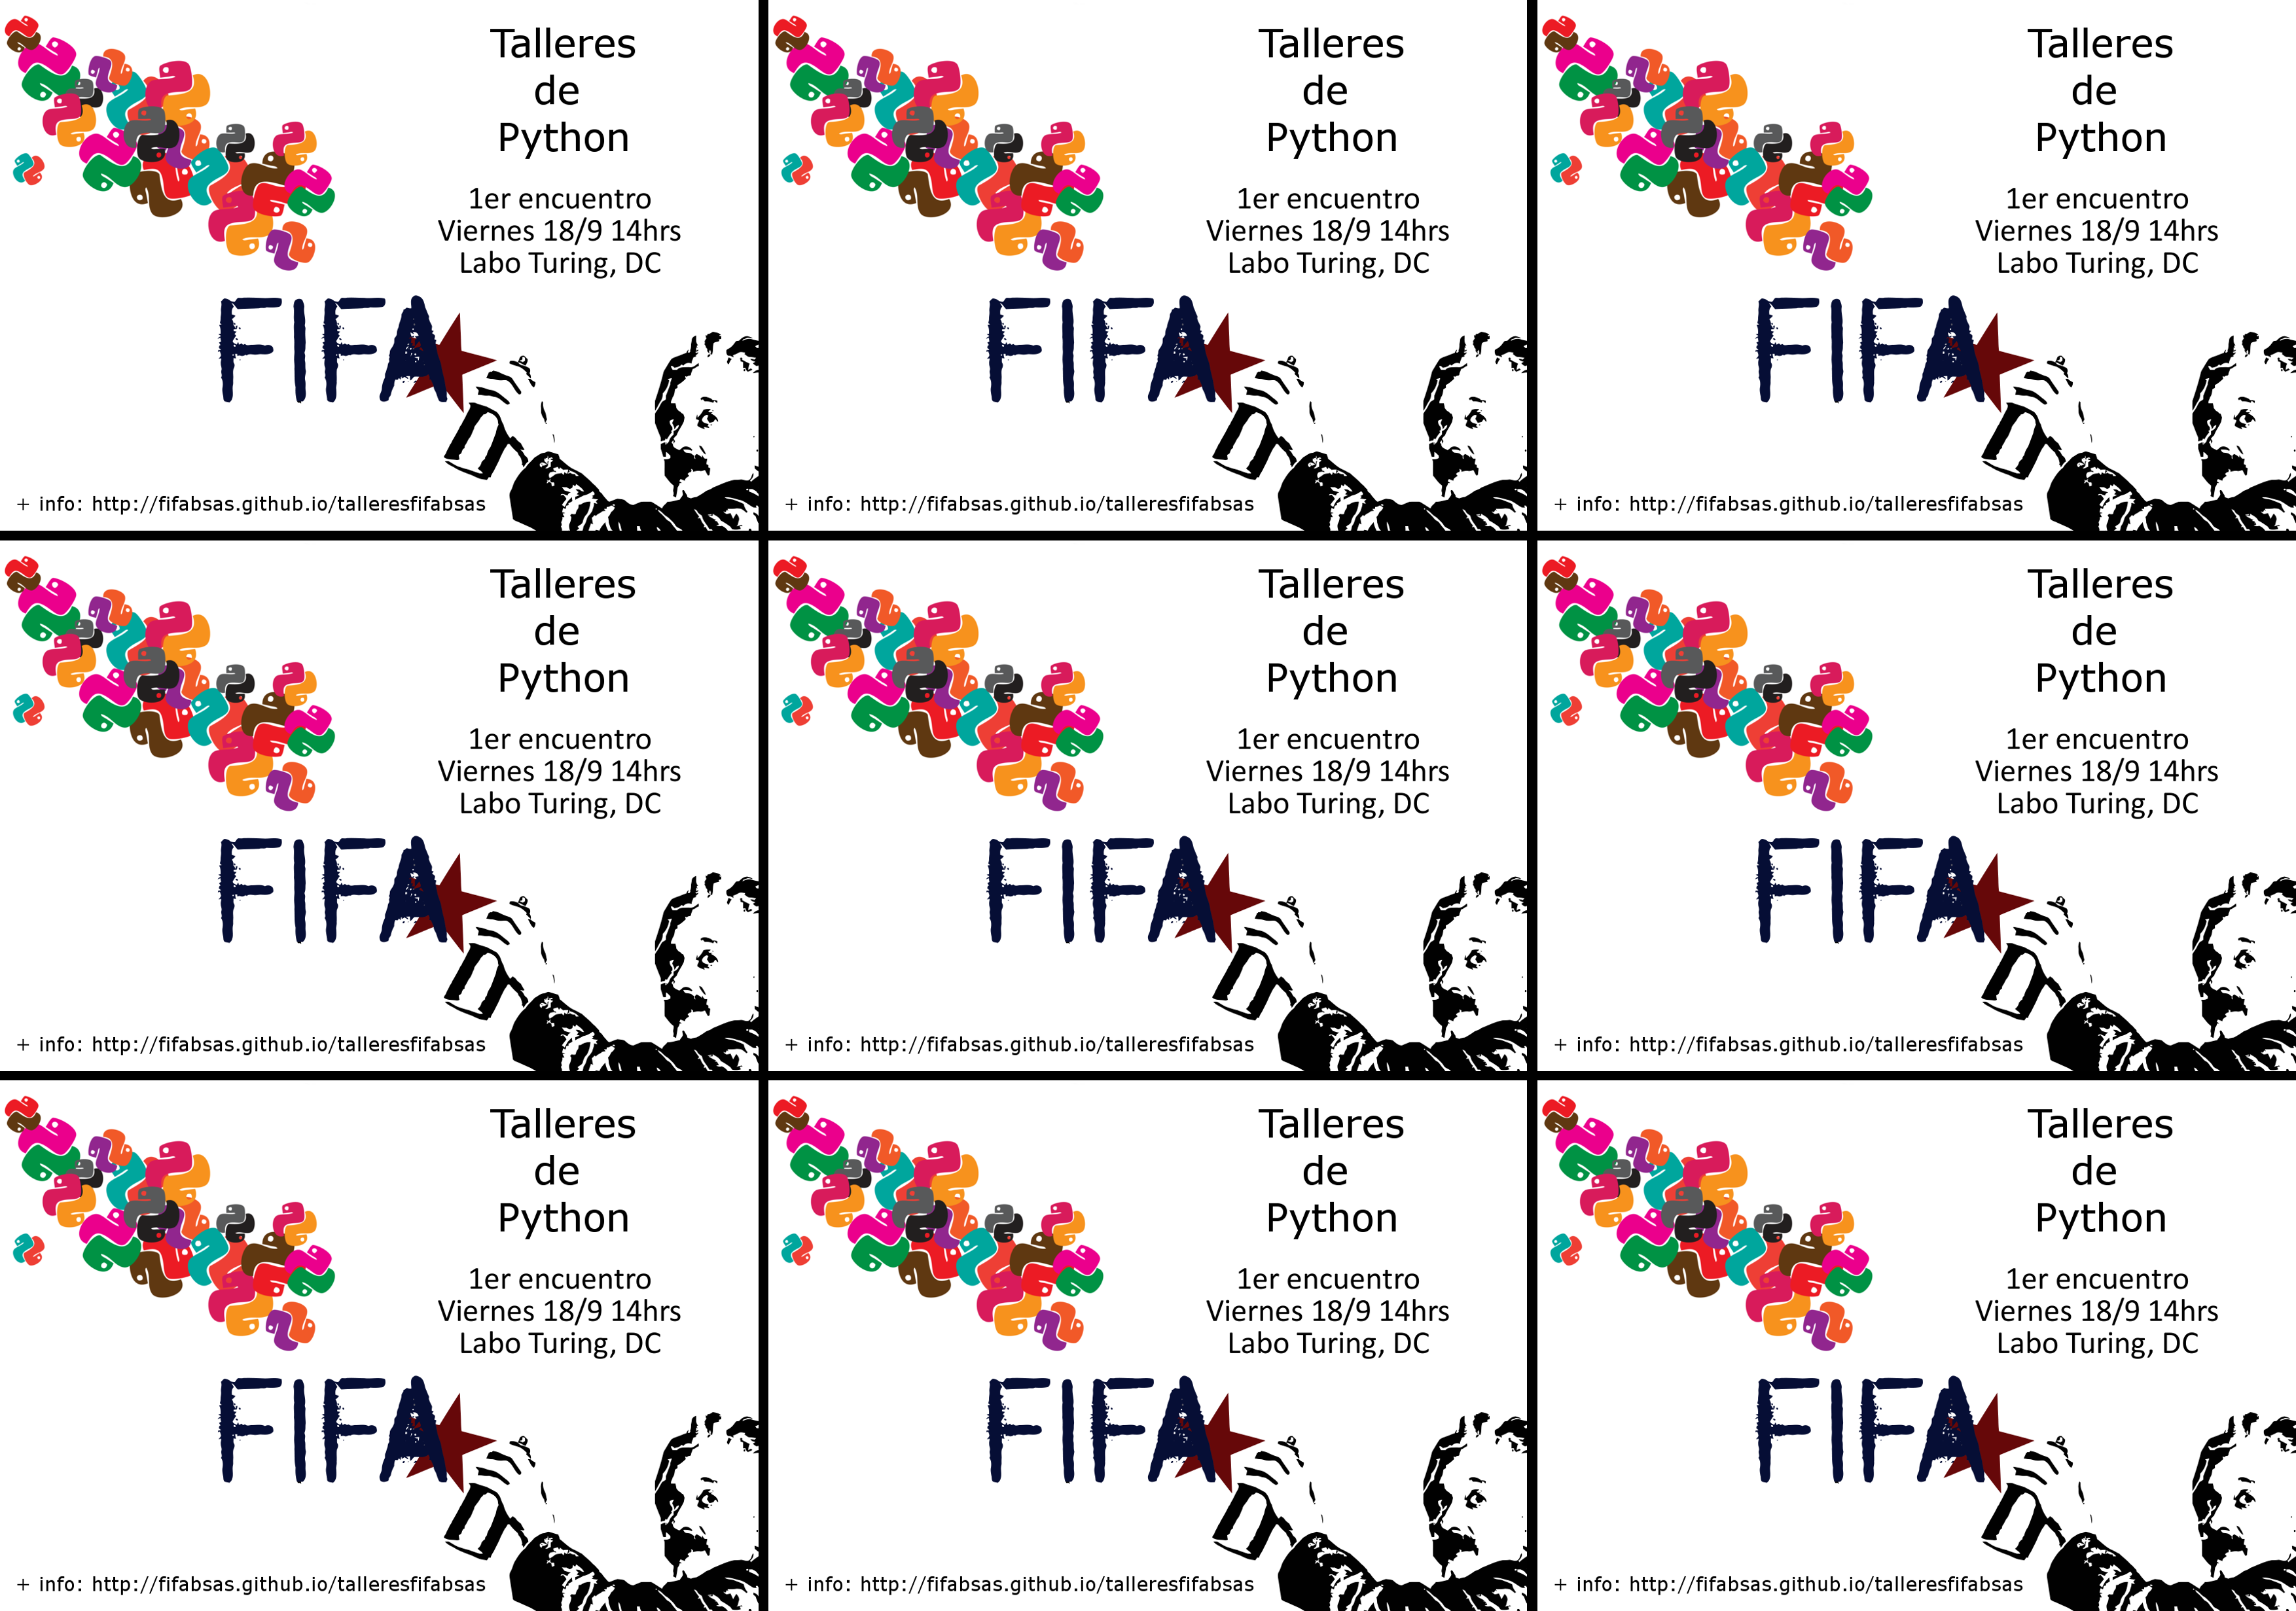 Talleres
de
Python
1er encuentro
Viernes 18/9 14hrs
Labo Turing, DC
FIFA
+ info: http://fifabsas.github.io/talleresfifabsas
Talleres
de
Python
1er encuentro
Viernes 18/9 14hrs
Labo Turing, DC
FIFA
+ info: http://fifabsas.github.io/talleresfifabsas
Talleres
de
Python
1er encuentro
Viernes 18/9 14hrs
Labo Turing, DC
FIFA
+ info: http://fifabsas.github.io/talleresfifabsas
Talleres
de
Python
1er encuentro
Viernes 18/9 14hrs
Labo Turing, DC
FIFA
+ info: http://fifabsas.github.io/talleresfifabsas
Talleres
de
Python
1er encuentro
Viernes 18/9 14hrs
Labo Turing, DC
FIFA
+ info: http://fifabsas.github.io/talleresfifabsas
Talleres
de
Python
1er encuentro
Viernes 18/9 14hrs
Labo Turing, DC
FIFA
+ info: http://fifabsas.github.io/talleresfifabsas
Talleres
de
Python
1er encuentro
Viernes 18/9 14hrs
Labo Turing, DC
FIFA
+ info: http://fifabsas.github.io/talleresfifabsas
Talleres
de
Python
1er encuentro
Viernes 18/9 14hrs
Labo Turing, DC
FIFA
+ info: http://fifabsas.github.io/talleresfifabsas
Talleres
de
Python
1er encuentro
Viernes 18/9 14hrs
Labo Turing, DC
FIFA
+ info: http://fifabsas.github.io/talleresfifabsas